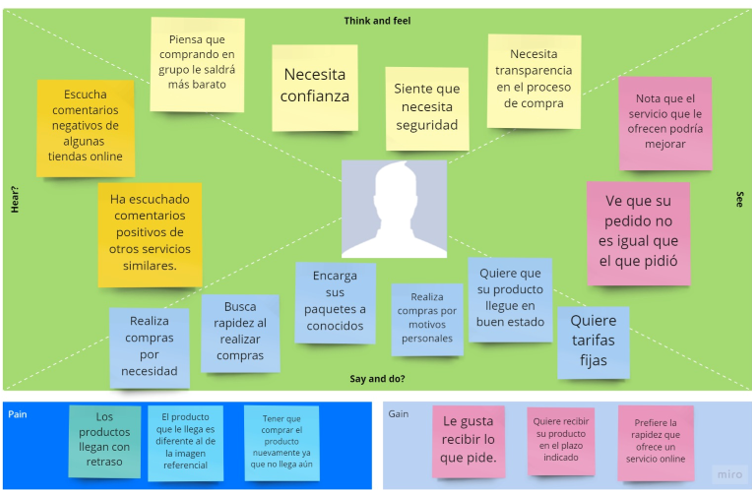 Think and feel
Piensa que
comprando en
grupo le saldrá
más barato
Necesita
confianza
Siente que
necesita
seguridad
Necesita
transparencia
en el proceso
de compra
Hear?
Escucha
comentarios
negativos de
algunas
tiendas online
Ha escuchado
comentarios
positivos de
otros servicios
similares.
See
Nota que el
servicio que le
ofrecen podría
mejorar
Ve que su
pedido no
es igual que
el que pidió
Realiza
compras
por
necesidad
Busca
rapidez al
realizar
compras
Encarga
sus
paquetes a
conocidos
Realiza
compras por
motivos
personales
Quiere que
su producto
llegue en
buen estado
Quiere
tarifas
fijas
Say and do?
Pain
Los
productos
llegan con
retraso
El producto
que le llega es
diferente al de
la imagen
referencial
Tener que
comprar el
producto
nuevamente ya
que no llega aún
Gain
Le gusta
recibir lo
que pide.
Quiere recibir
su producto
en el plazo
indicado
Prefiere la
rapidez que
ofrece un
servicio online
miro